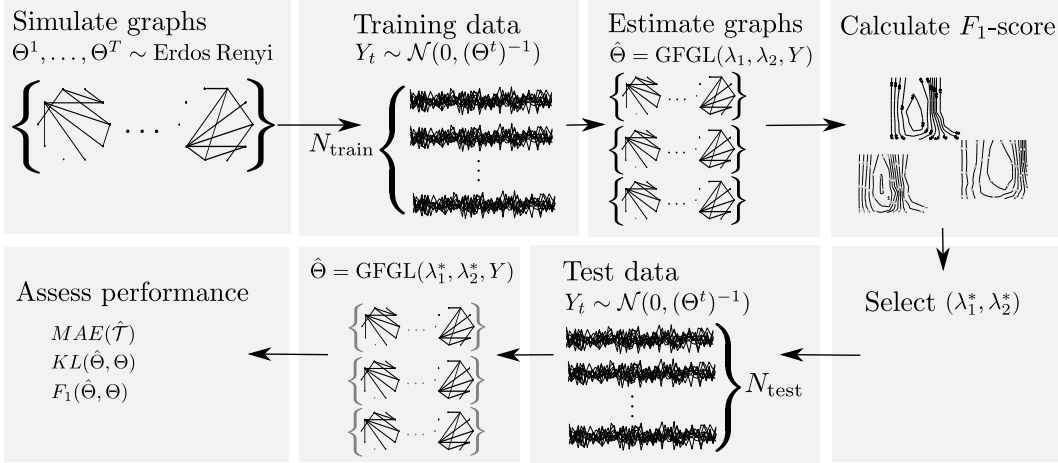 Simulate graphs
Θ¹, . . . , Θᵀ ∼ Erdos Renyi
{ . . . }
Training data
Yₜ ∼ 𝒩(0, (Θᵗ)⁻¹)
N_train
⋮
Estimate graphs
Θ̂ = GFGL(λ₁, λ₂, Y)
{ . . . }
{ . . . }
{ . . . }
Calculate F₁-score
Select (λ₁*, λ₂*)
Test data
Yₜ ∼ 𝒩(0, (Θᵗ)⁻¹)
N_test
⋮
Θ̂ = GFGL(λ₁*, λ₂*, Y)
{ . . . }
{ . . . }
{ . . . }
Assess performance
MAE(𝒯̂)
KL(Θ̂, Θ)
F₁(Θ̂, Θ)